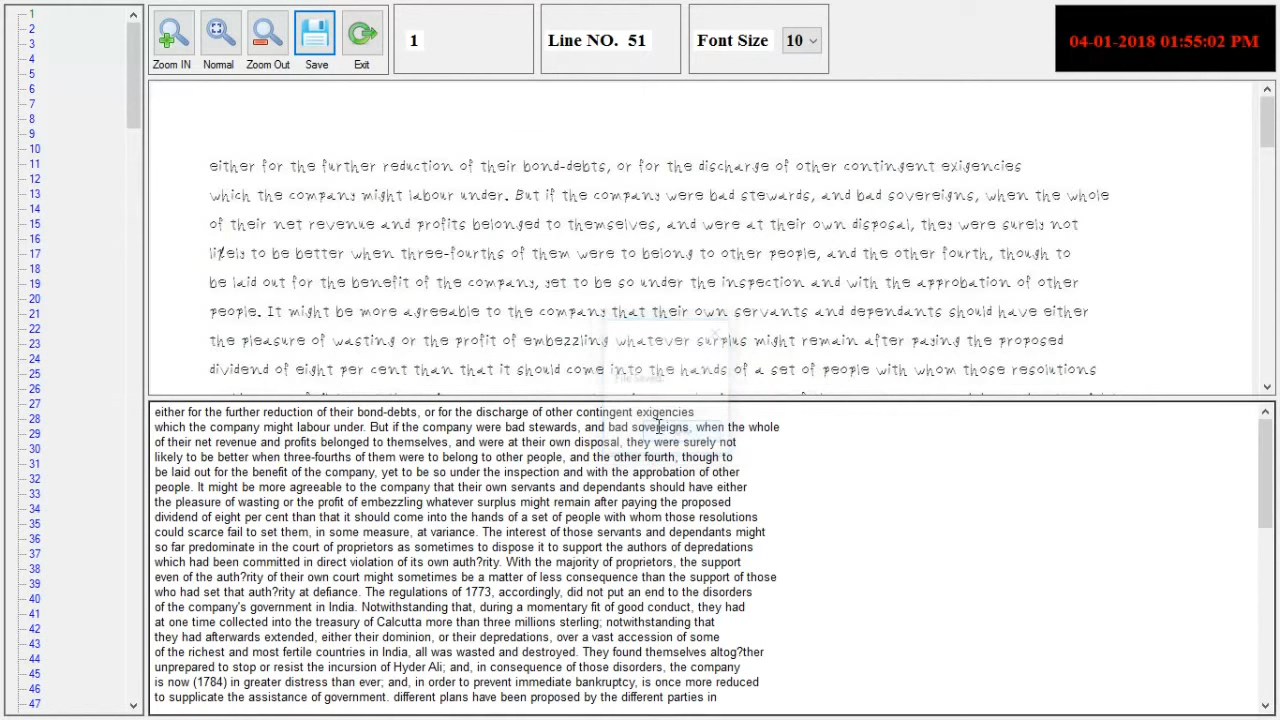 1
2
3
4
5
6
7
8
9
10
11
12
13
14
15
16
17
18
19
20
21
22
23
24
25
26
27
28
29
30
31
32
33
34
35
36
37
38
39
40
41
42
43
44
45
46
47
Zoom IN Normal Zoom Out Save Exit
1
Line NO. 51
Font Size 10
04-01-2018 01:55:02 PM
either for the further reduction of their bond-debts, or for the discharge of other contingent exigencies
which the company might labour under. But if the company were bad stewards, and bad sovereigns, when the whole
of their net revenue and profits belonged to themselves, and were at their own disposal, they were surely not
likely to be better when three-fourths of them were to belong to other people, and the other fourth, though to
be laid out for the benefit of the company, yet to be so under the inspection and with the approbation of other
people. It might be more agreeable to the company that their own servants and dependants should have either
the pleasure of wasting or the profit of embezzling whatever surplus might remain after paying the proposed
dividend of eight per cent than that it should come into the hands of a set of people with whom those resolutions
File saved.
either for the further reduction of their bond-debts, or for the discharge of other contingent exigencies
which the company might labour under. But if the company were bad stewards, and bad sovereigns, when the whole
of their net revenue and profits belonged to themselves, and were at their own disposal, they were surely not
likely to be better when three-fourths of them were to belong to other people, and the other fourth, though to
be laid out for the benefit of the company, yet to be so under the inspection and with the approbation of other
people. It might be more agreeable to the company that their own servants and dependants should have either
the pleasure of wasting or the profit of embezzling whatever surplus might remain after paying the proposed
dividend of eight per cent than that it should come into the hands of a set of people with whom those resolutions
could scarce fail to set them, in some measure, at variance. The interest of those servants and dependants might
so far predominate in the court of proprietors as sometimes to dispose it to support the authors of depredations
which had been committed in direct violation of its own auth?rity. With the majority of proprietors, the support
even of the auth?rity of their own court might sometimes be a matter of less consequence than the support of those
who had set that auth?rity at defiance. The regulations of 1773, accordingly, did not put an end to the disorders
of the company's government in India. Notwithstanding that, during a momentary fit of good conduct, they had
at one time collected into the treasury of Calcutta more than three millions sterling; notwithstanding that
they had afterwards extended, either their dominion, or their depredations, over a vast accession of some
of the richest and most fertile countries in India, all was wasted and destroyed. They found themselves altog?ther
unprepared to stop or resist the incursion of Hyder Ali; and, in consequence of those disorders, the company
is now (1784) in greater distress than ever; and, in order to prevent immediate bankruptcy, is once more reduced
to supplicate the assistance of government. different plans have been proposed by the different parties in